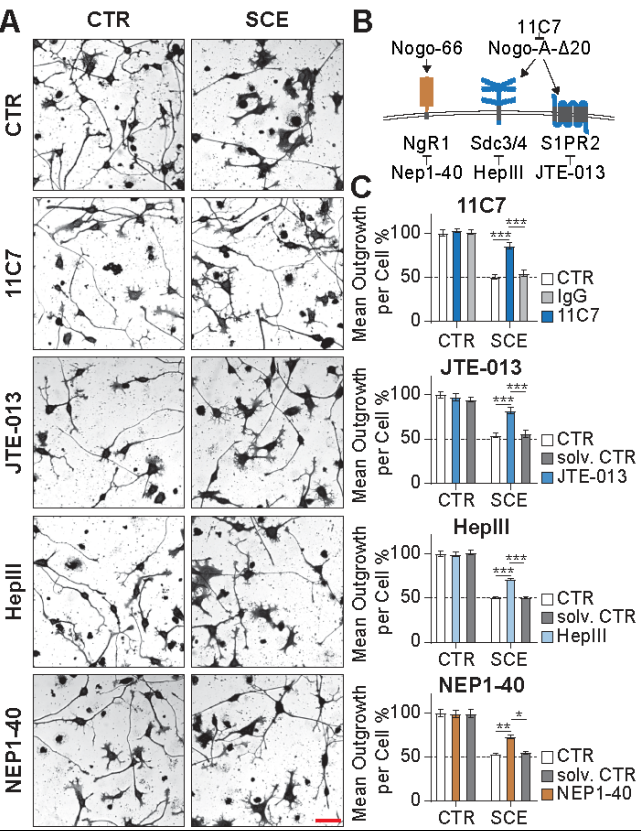 A
CTR
SCE
CTR
11C7
JTE-013
HepIII
NEP1-40
B
11C7
Nogo-66
Nogo-A-Δ20
NgR1
Sdc3/4
S1PR2
Nep1-40
HepIII
JTE-013
C
11C7
Mean Outgrowth
per Cell %
100
50
0
***
***
CTR
SCE
CTR
IgG
11C7
JTE-013
Mean Outgrowth
per Cell %
100
50
0
***
***
CTR
SCE
CTR
solv. CTR
JTE-013
HepIII
Mean Outgrowth
per Cell %
100
50
0
***
***
CTR
SCE
CTR
solv. CTR
HepIII
NEP1-40
Mean Outgrowth
per Cell %
100
50
0
**
*
CTR
SCE
CTR
solv. CTR
NEP1-40